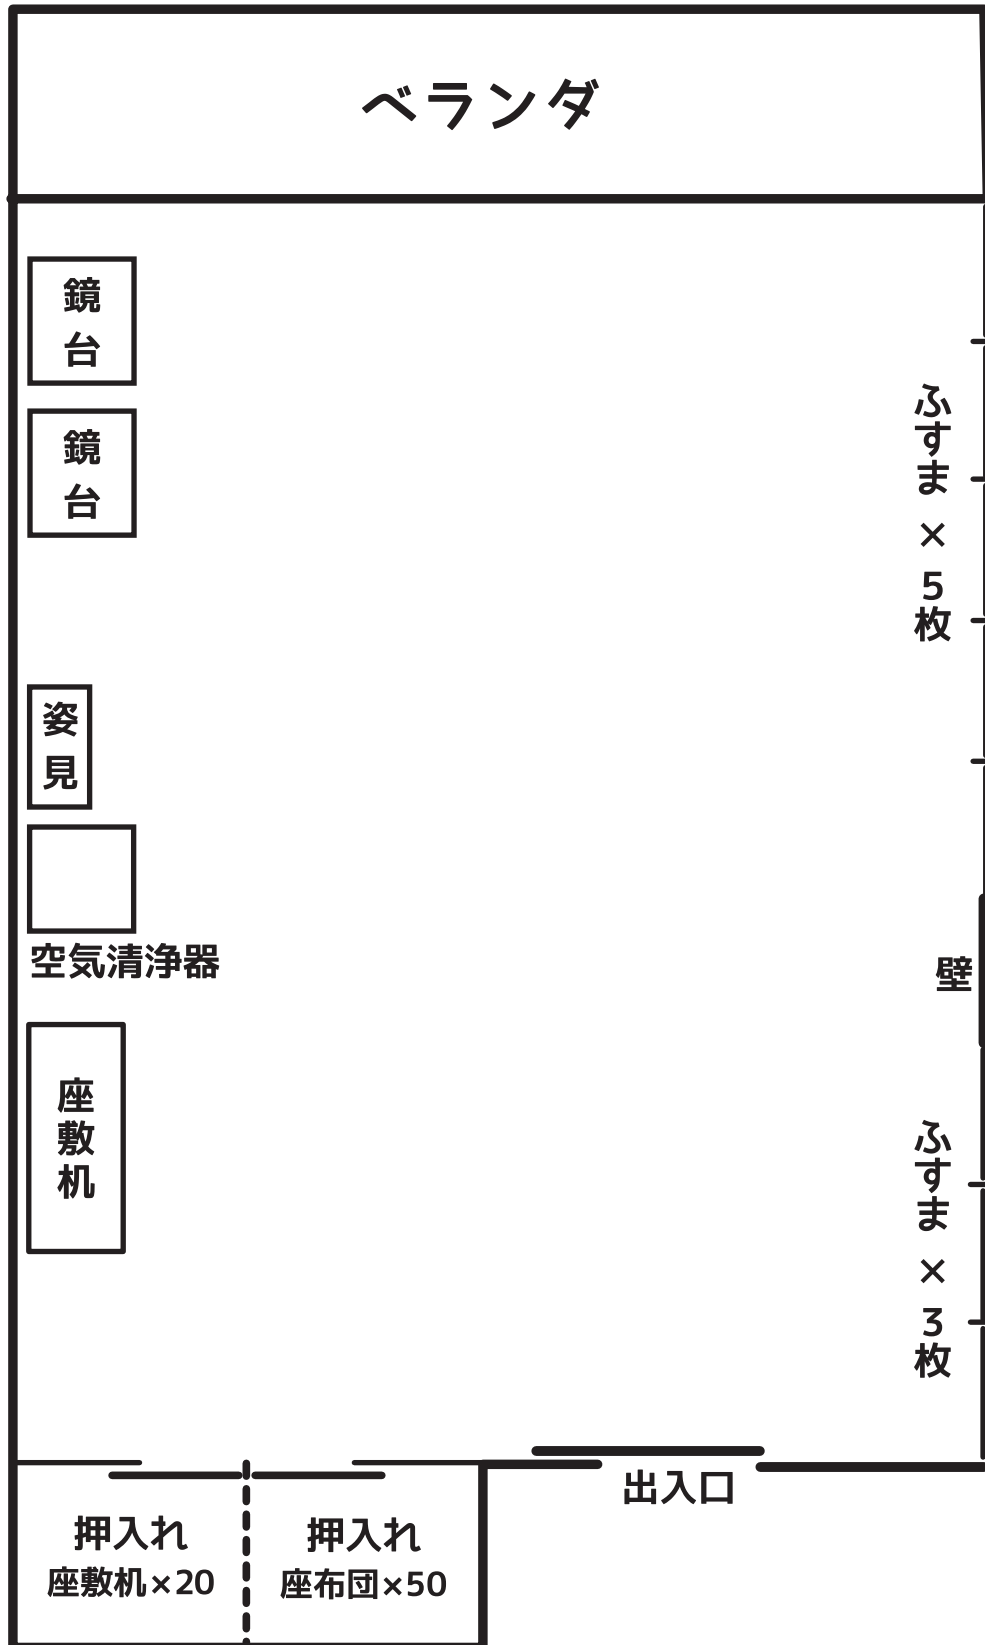 ベランダ
鏡台
鏡台
ふすま×5枚
姿見
空気清浄器
壁
座敷机
ふすま×3枚
出入口
押入れ
座敷机×20
押入れ
座布団×50